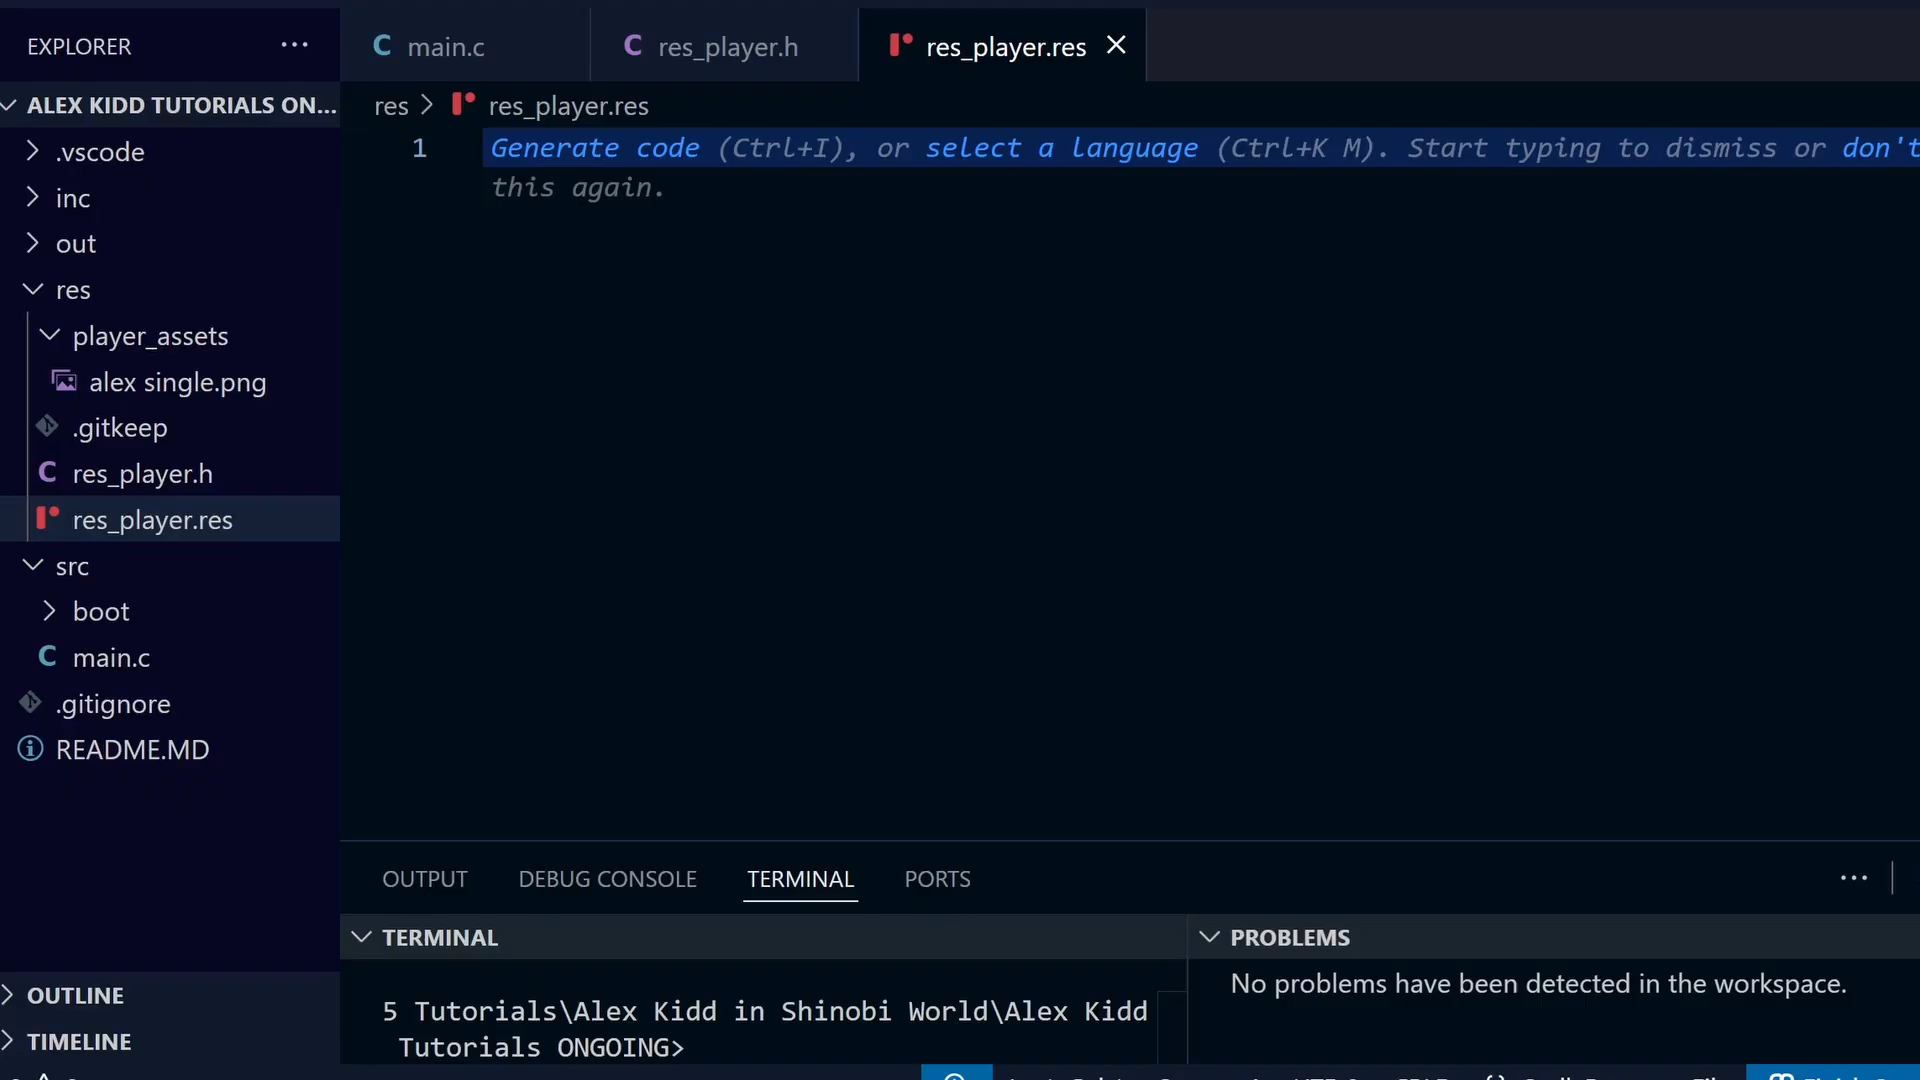 EXPLORER
main.c
res_player.h
res_player.res
ALEX KIDD TUTORIALS ON...
res > res_player.res
.vscode
inc
out
res
player_assets
alex single.png
.gitkeep
res_player.h
res_player.res
src
boot
main.c
.gitignore
README.MD
OUTLINE
TIMELINE
1
Generate code (Ctrl+I), or select a language (Ctrl+K M). Start typing to dismiss or don't
this again.
OUTPUT
DEBUG CONSOLE
TERMINAL
PORTS
TERMINAL
5 Tutorials\Alex Kidd in Shinobi World\Alex Kidd
Tutorials ONGOING>
PROBLEMS
No problems have been detected in the workspace.